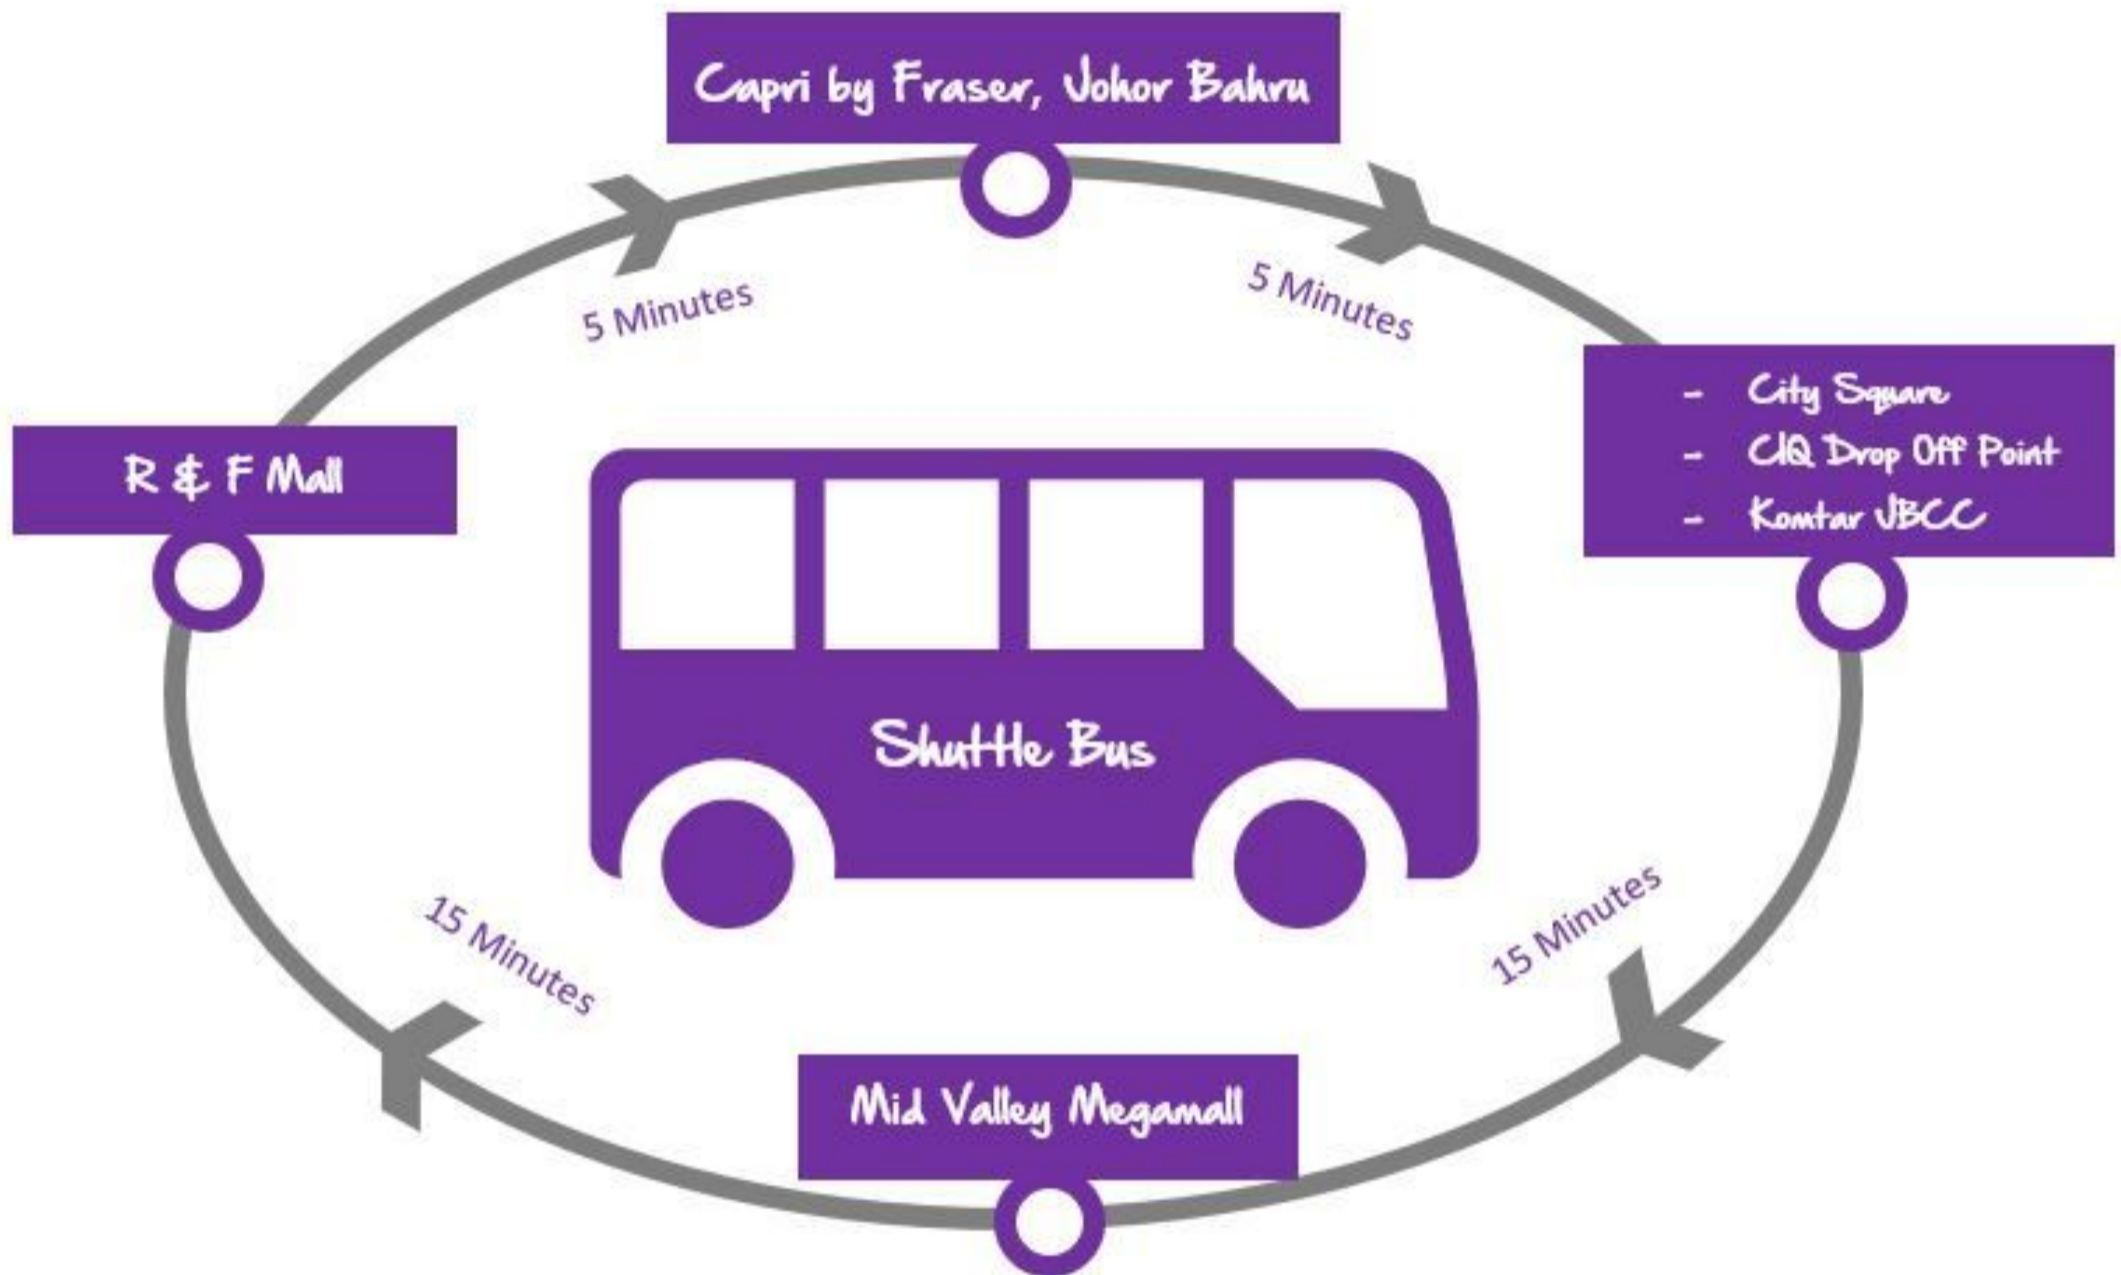 Capri by Fraser, Johor Bahru
5 Minutes
5 Minutes
- City Square
- CIQ Drop Off Point
- Komtar JBCC
R & F Mall
Shuttle Bus
15 Minutes
15 Minutes
Mid Valley Megamall